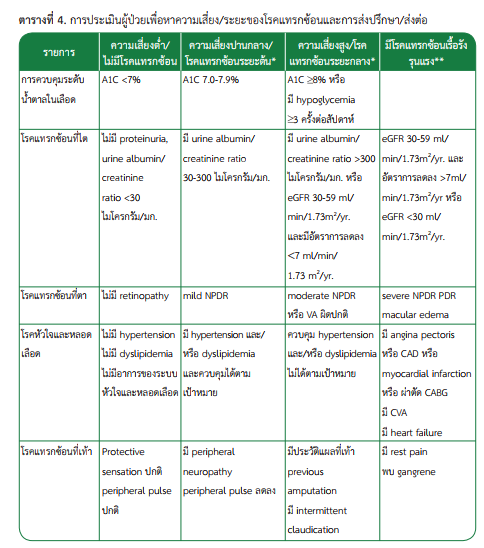 ตารางที่ 4. การประเมินผู้ป่วยเพื่อหาความเสี่ยง/ระยะของโรคแทรกซ้อนและการส่งปรึกษา/ส่งต่อ
รายการ
ความเสี่ยงต่ำ/
ไม่มีโรคแทรกซ้อน
ความเสี่ยงปานกลาง/
โรคแทรกซ้อนระยะต้น*
ความเสี่ยงสูง/โรค
แทรกซ้อนระยะกลาง*
มีโรคแทรกซ้อนเรื้อรัง
รุนแรง**
การควบคุมระดับ
น้ำตาลในเลือด
A1C <7%
A1C 7.0-7.9%
A1C ≥8% หรือ
มี hypoglycemia
≥3 ครั้งต่อสัปดาห์
โรคแทรกซ้อนที่ไต
ไม่มี proteinuria,
urine albumin/
creatinine
ratio <30
ไมโครกรัม/มก.
มี urine albumin/
creatinine ratio
30-300 ไมโครกรัม/มก.
มี urine albumin/
creatinine ratio >300
ไมโครกรัม/มก. หรือ
eGFR 30-59 ml/
min/1.73m²/yr.
และมีอัตราการลดลง
<7 ml/min/
1.73 m²/yr.
eGFR 30-59 ml/
min/1.73m²/yr. และ
อัตราการลดลง >7ml/
min/1.73m²/yr หรือ
eGFR <30 ml/
min/1.73m²/yr.
โรคแทรกซ้อนที่ตา
ไม่มี retinopathy
mild NPDR
moderate NPDR
หรือ VA ผิดปกติ
severe NPDR PDR
macular edema
โรคหัวใจและหลอด
เลือด
ไม่มี hypertension
ไม่มี dyslipidemia
ไม่มีอาการของระบบ
หัวใจและหลอดเลือด
มี hypertension และ/
หรือ dyslipidemia
และควบคุมได้ตาม
เป้าหมาย
ควบคุม hypertension
และ/หรือ dyslipidemia
ไม่ได้ตามเป้าหมาย
มี angina pectoris
หรือ CAD หรือ
myocardial infarction
หรือ ผ่าตัด CABG
มี CVA
มี heart failure
โรคแทรกซ้อนที่เท้า
Protective
sensation ปกติ
peripheral pulse
ปกติ
มี peripheral
neuropathy
peripheral pulse ลดลง
มีประวัติแผลที่เท้า
previous
amputation
มี intermittent
claudication
มี rest pain
พบ gangrene